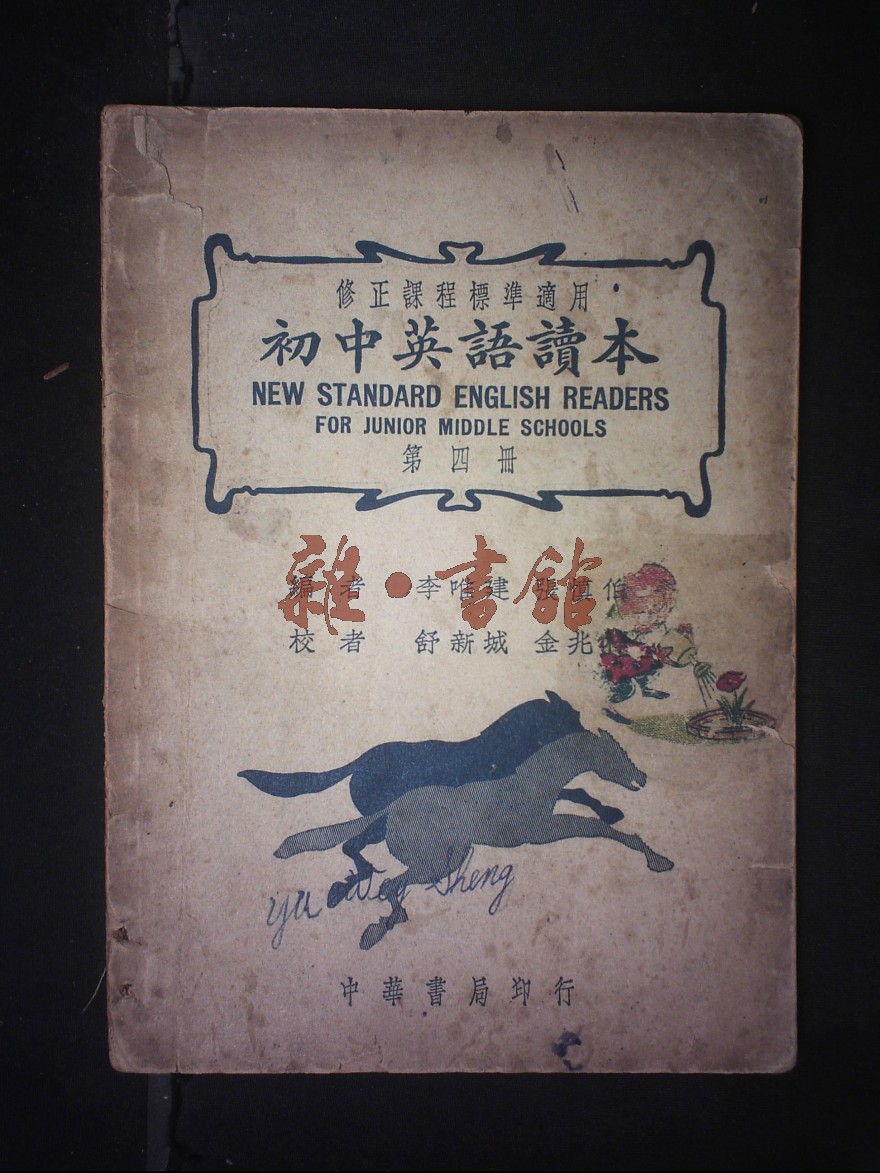 修正課程標準適用
初中英語讀本
NEW STANDARD ENGLISH READERS
FOR JUNIOR MIDDLE SCHOOLS
第四冊
雜·書館
編者 李唯建 張慎伯
校者 舒新城 金兆
Yu Wey Sheng
中華書局印行